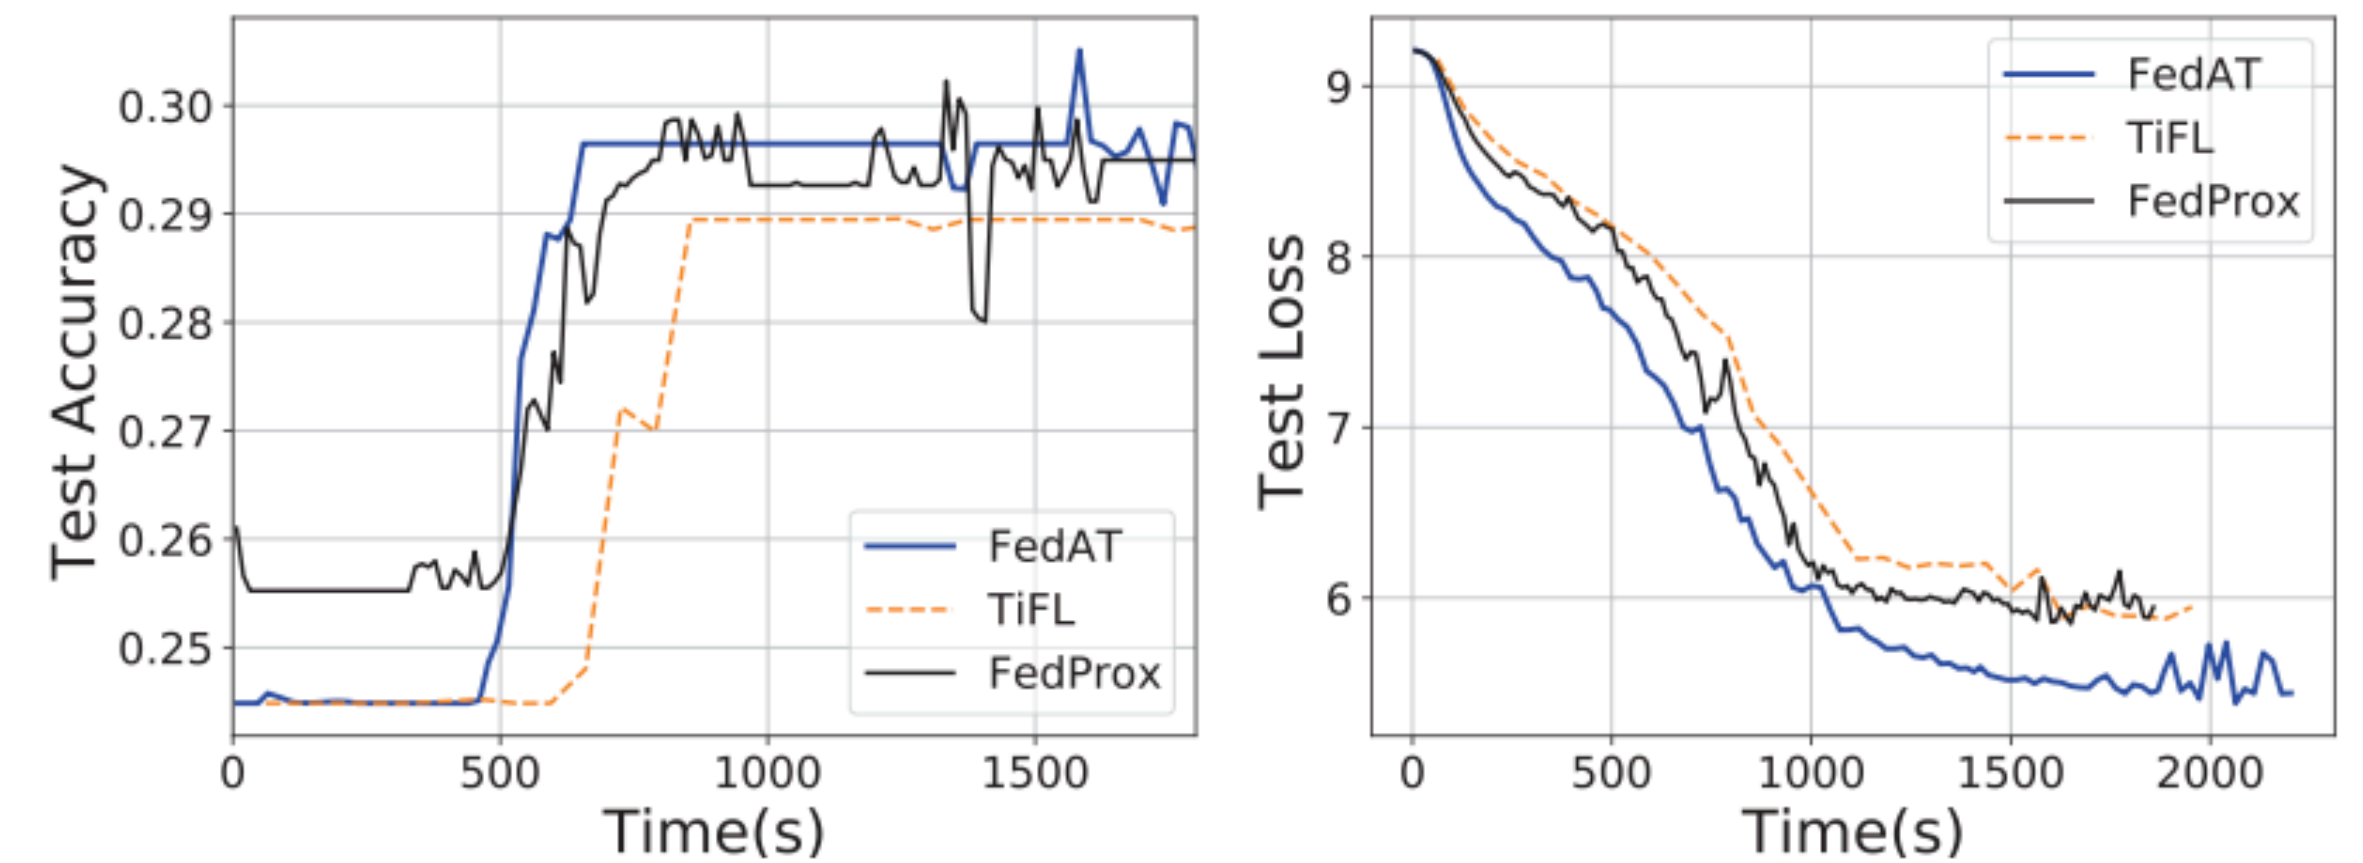 Test Accuracy
0.30
0.29
0.28
0.27
0.26
0.25
FedAT
TiFL
FedProx
0 500 1000 1500
Time(s)
Test Loss
9
8
7
6
FedAT
TiFL
FedProx
0 500 1000 1500 2000
Time(s)